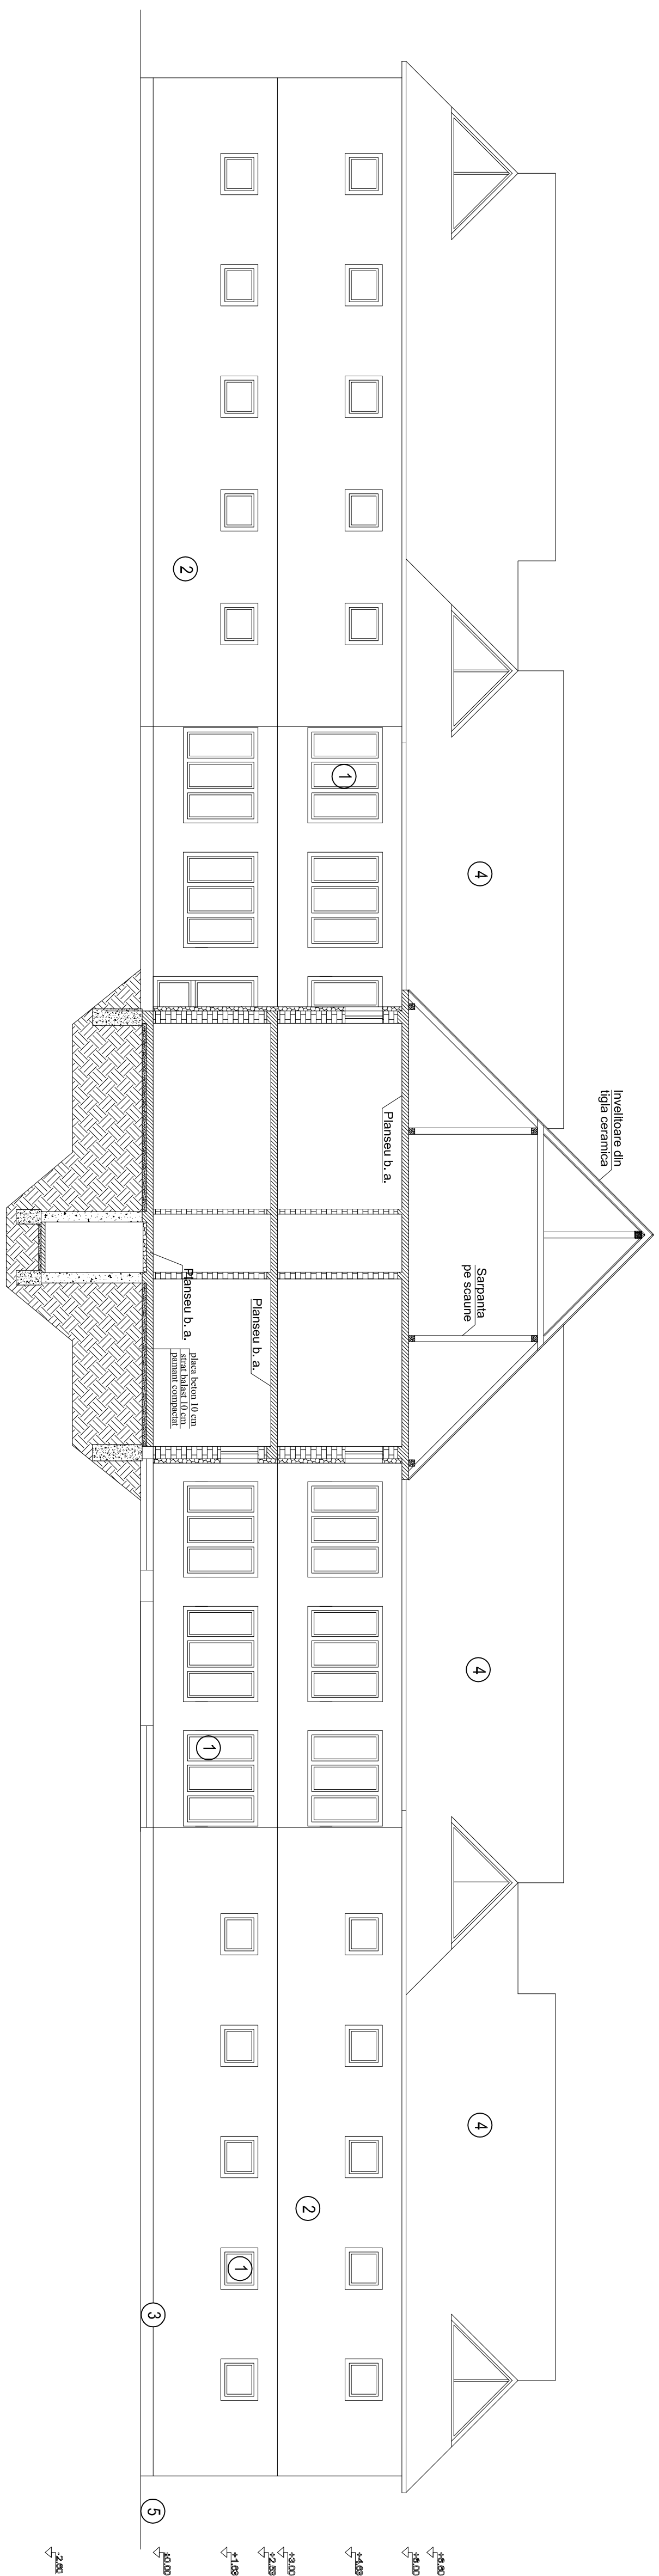 Invelitoare din
tigla ceramica
Sarpanta
pe scaune
4
4
4
+6.60
+6.00
Planseu b. a.
1
+4.63
2
+3.00
+2.53
Planseu b. a.
1
1
+1.63
2
Planseu b. a.
placa beton 10 cm
strat balast 10 cm
pamant compactat
3
5
±0.00
-2.60